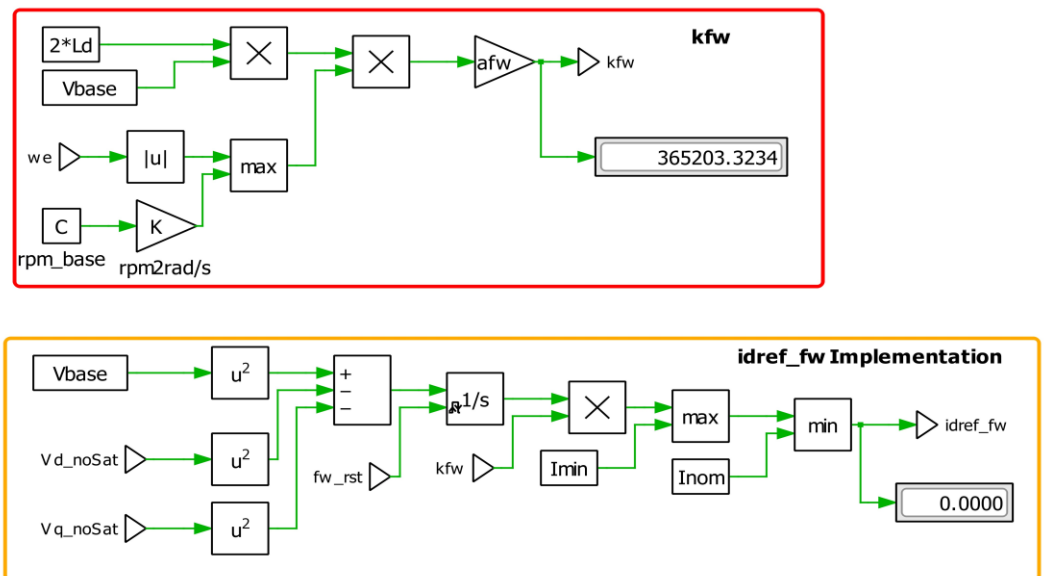 kfw
2*Ld
Vbase
afw
kfw
365203.3234
we
|u|
max
C
K
rpm_base
rpm2rad/s
idref_fw Implementation
Vbase
u²
+
−
−
1/s
max
min
idref_fw
Vd_noSat
u²
fw_rst
kfw
Imin
Inom
0.0000
Vq_noSat
u²